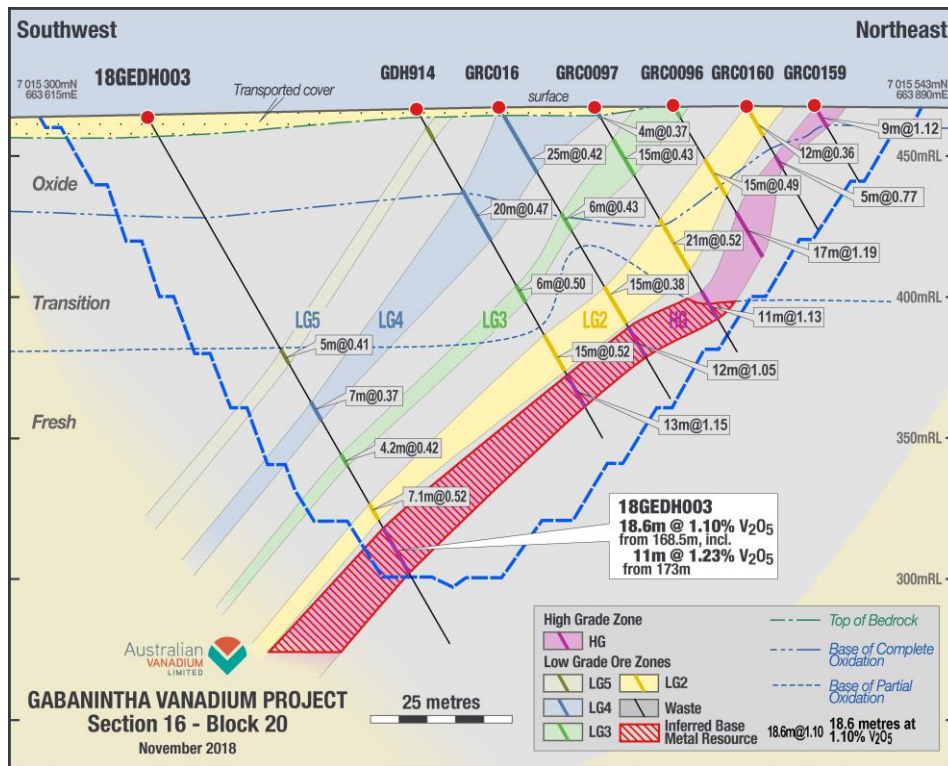 Southwest
Northeast
18GEDH003
GDH914
GRC016
GRC0097
GRC0096
GRC0160
GRC0159
7 015 300mN
663 615mE
7 015 543mN
663 890mE
Transported cover
surface
9m@1.12
4m@0.37
12m@0.36
25m@0.42
15m@0.43
450mRL
Oxide
15m@0.49
5m@0.77
20m@0.47
6m@0.43
17m@1.19
21m@0.52
6m@0.50
15m@0.38
Transition
400mRL
LG5
LG4
LG3
LG2
HG
11m@1.13
5m@0.41
15m@0.52
12m@1.05
7m@0.37
13m@1.15
Fresh
350mRL
4.2m@0.42
7.1m@0.52
18GEDH003
18.6m @ 1.10% V2O5
from 168.5m, incl.
11m @ 1.23% V2O5
from 173m
300mRL
High Grade Zone
HG
Low Grade Ore Zones
LG5
LG2
LG4
Waste
LG3
Inferred Base
Metal Resource
Top of Bedrock
Base of Complete
Oxidation
Base of Partial
Oxidation
18.6m@1.10
18.6 metres at
1.10% V2O5
Australian
VANADIUM
LIMITED
GABANINTHA VANADIUM PROJECT
Section 16 - Block 20
November 2018
25 metres